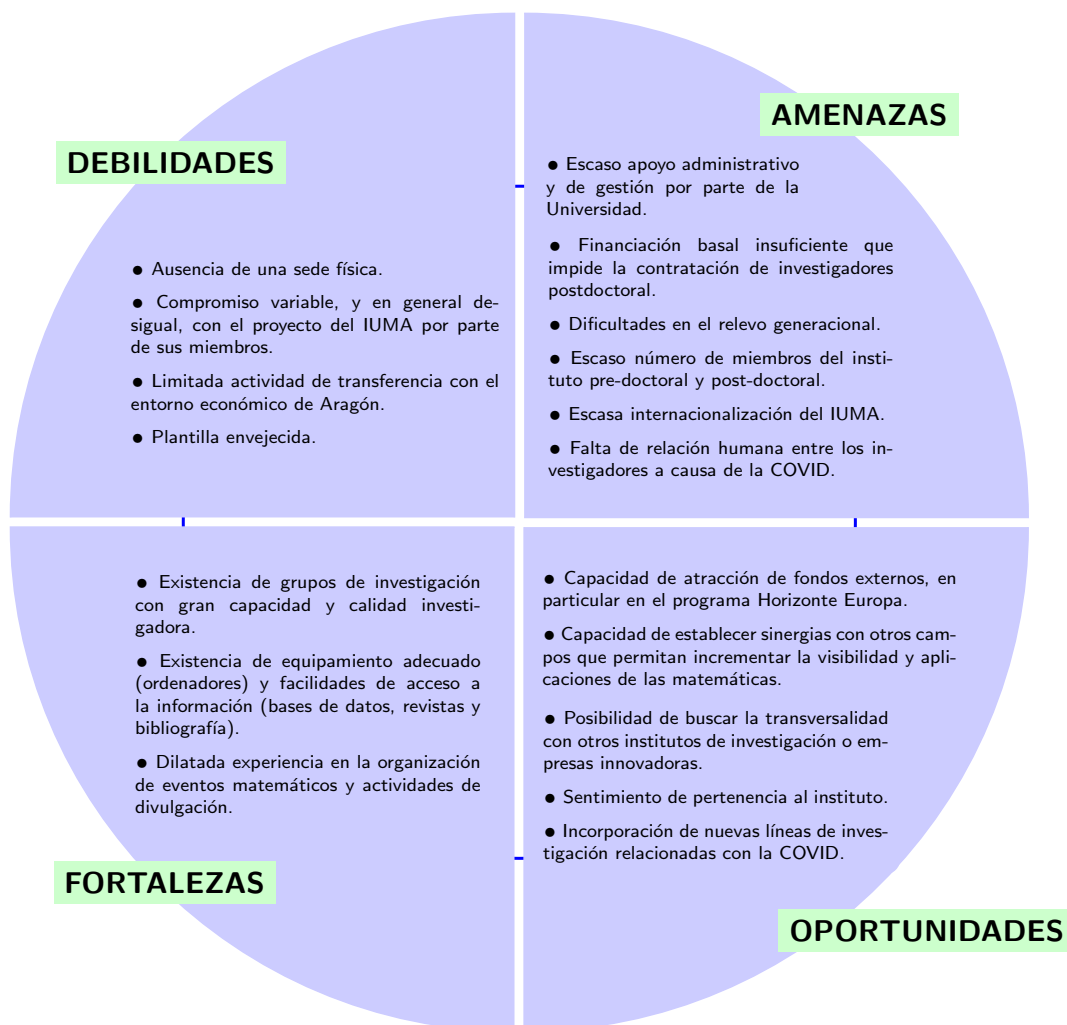 DEBILIDADES
● Ausencia de una sede física.
● Compromiso variable, y en general de-
sigual, con el proyecto del IUMA por parte
de sus miembros.
● Limitada actividad de transferencia con el
entorno económico de Aragón.
● Plantilla envejecida.
AMENAZAS
● Escaso apoyo administrativo
y de gestión por parte de la
Universidad.
● Financiación basal insuficiente que
impide la contratación de investigadores
postdoctoral.
● Dificultades en el relevo generacional.
● Escaso número de miembros del insti-
tuto pre-doctoral y post-doctoral.
● Escasa internacionalización del IUMA.
● Falta de relación humana entre los in-
vestigadores a causa de la COVID.
● Existencia de grupos de investigación
con gran capacidad y calidad investi-
gadora.
● Existencia de equipamiento adecuado
(ordenadores) y facilidades de acceso a
la información (bases de datos, revistas y
bibliografía).
● Dilatada experiencia en la organización
de eventos matemáticos y actividades de
divulgación.
FORTALEZAS
● Capacidad de atracción de fondos externos, en
particular en el programa Horizonte Europa.
● Capacidad de establecer sinergias con otros cam-
pos que permitan incrementar la visibilidad y apli-
caciones de las matemáticas.
● Posibilidad de buscar la transversalidad
con otros institutos de investigación o em-
presas innovadoras.
● Sentimiento de pertenencia al instituto.
● Incorporación de nuevas líneas de inves-
tigación relacionadas con la COVID.
OPORTUNIDADES